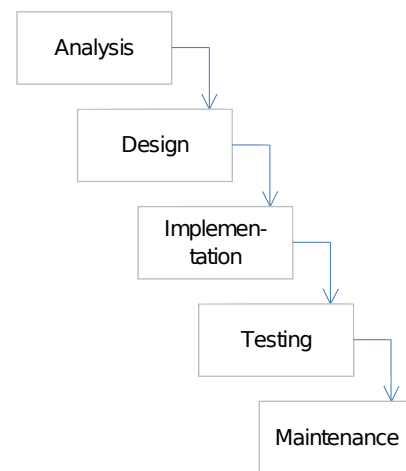 Analysis
Design
Implemen-
tation
Testing
Maintenance